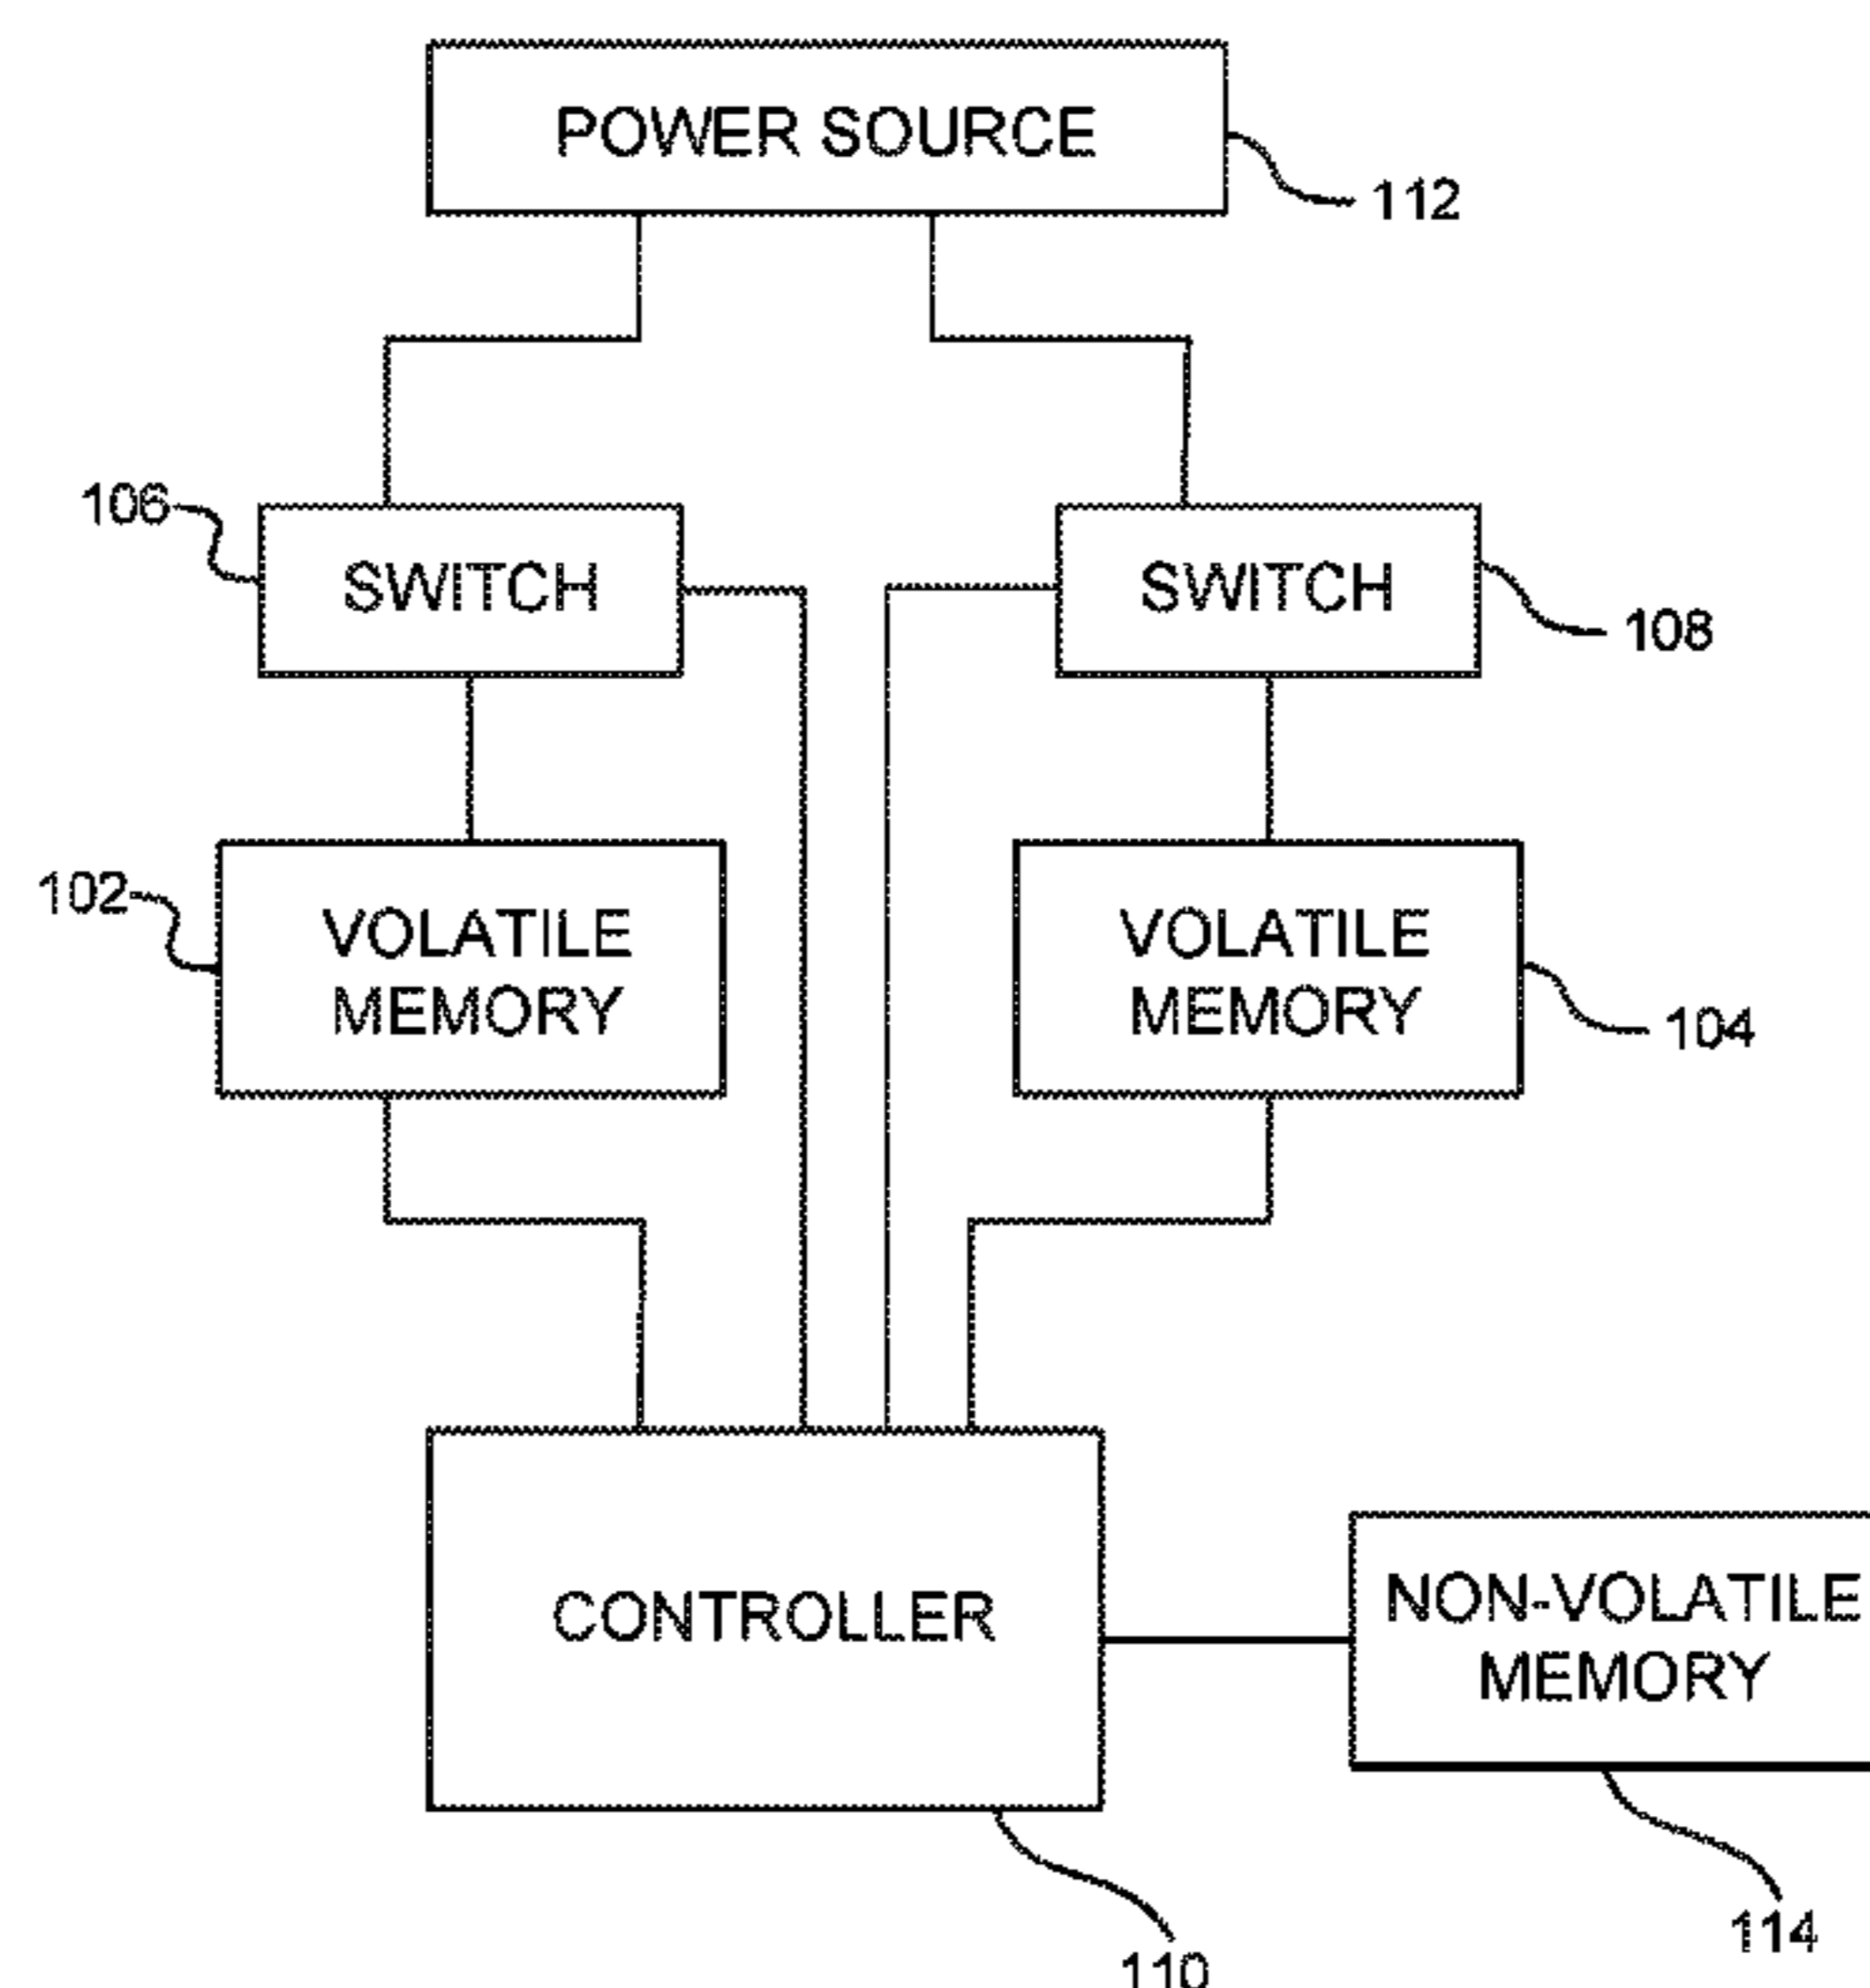 POWER SOURCE
112
106
SWITCH
SWITCH
108
102
VOLATILE
MEMORY
VOLATILE
MEMORY
104
CONTROLLER
NON-VOLATILE
MEMORY
114
110